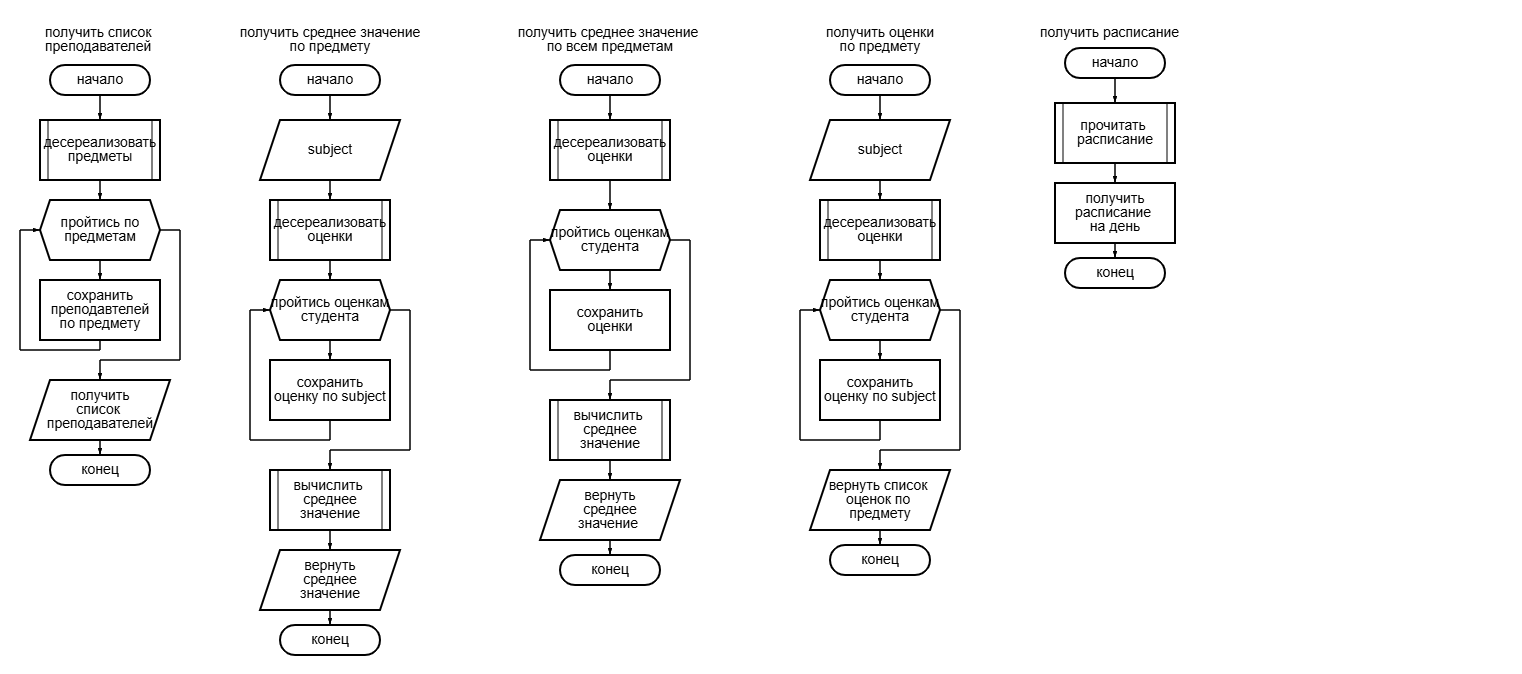 получить список
преподавателей
начало
десереализовать
предметы
пройтись по
предметам
сохранить
преподавтелей
по предмету
получить
список
преподавателей
конец
получить среднее значение
по предмету
начало
subject
десереализовать
оценки
пройтись оценкам
студента
сохранить
оценку по subject
вычислить
среднее
значение
вернуть
среднее
значение
конец
получить среднее значение
по всем предметам
начало
десереализовать
оценки
пройтись оценкам
студента
сохранить
оценки
вычислить
среднее
значение
вернуть
среднее
значение
конец
получить оценки
по предмету
начало
subject
десереализовать
оценки
пройтись оценкам
студента
сохранить
оценку по subject
вернуть список
оценок по
предмету
конец
получить расписание
начало
прочитать
расписание
получить
расписание
на день
конец